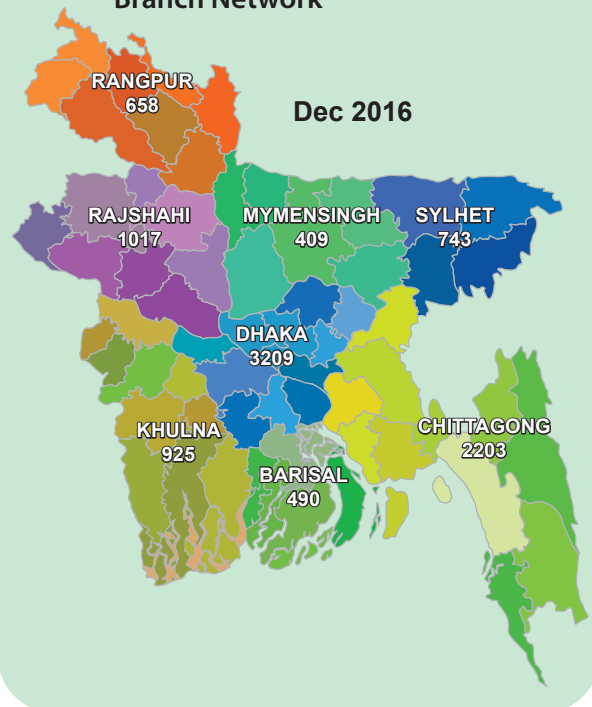 Branch Network
Dec 2016
RANGPUR
658
RAJSHAHI
1017
MYMENSINGH
409
SYLHET
743
DHAKA
3209
KHULNA
925
BARISAL
490
CHITTAGONG
2203